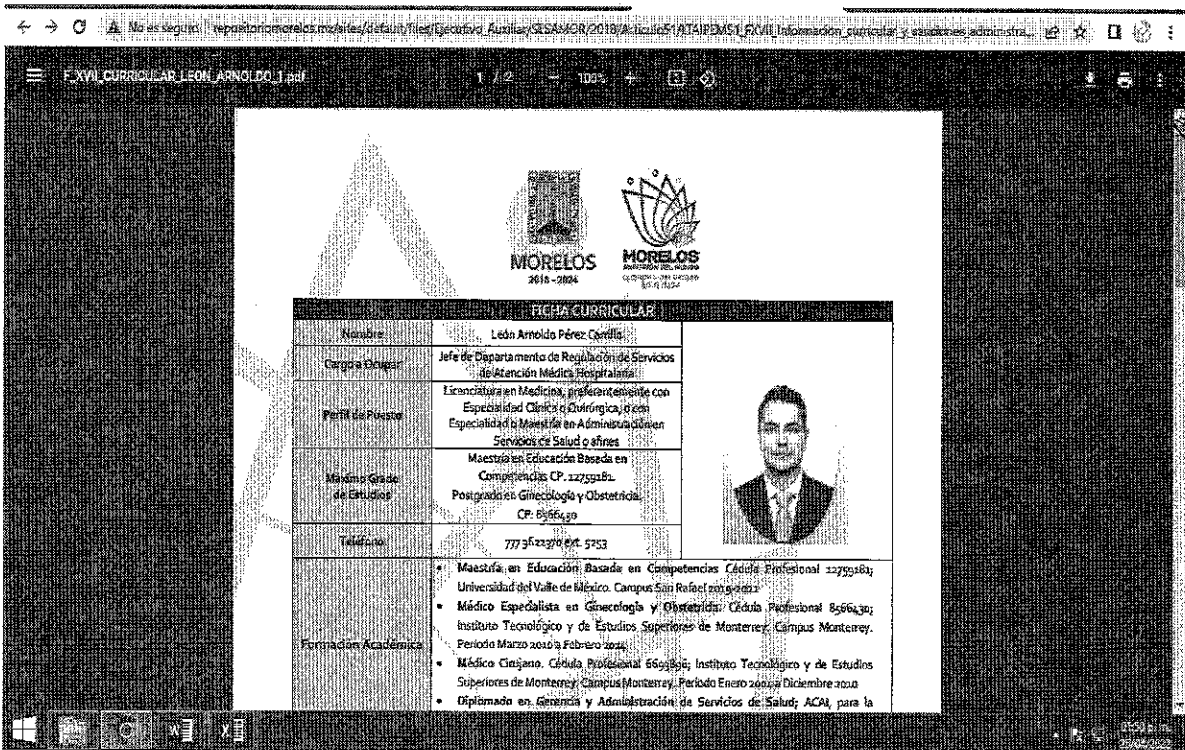 No es seguro
F_XVII_CURRICULAR_LEON_ARNOLDO_1.pdf
1 / 2
100%
MORELOS
2018 - 2024
MORELOS
FICHA CURRICULAR
Nombre
León Arnoldo Pérez Carrillo
Cargo a Ocupar
Jefe de Departamento de Regulación de Servicios
de Atención Médica Hospitalaria
Perfil de Puesto
Licenciatura en Medicina, preferentemente con
Especialidad Clínica o Quirúrgica, o con
Especialidad o Maestría en Administración en
Servicios de Salud o afines
Máximo Grado
de Estudios
Maestría en Educación Basada en
Competencias CP. 12759181.
Postgrado en Ginecología y Obstetricia.
CP. 8566430
Teléfono
777 3622370 ext. 5253
Formación Académica
• Maestría en Educación Basada en Competencias Cédula Profesional 12759181;
Universidad del Valle de México. Campus San Rafael
• Médico Especialista en Ginecología y Obstetricia. Cédula Profesional 8566430;
Instituto Tecnológico y de Estudios Superiores de Monterrey. Campus Monterrey.
Periodo Marzo 2010 a Febrero
• Médico Cirujano. Cédula Profesional Instituto Tecnológico y de Estudios
Superiores de Monterrey. Campus Monterrey. Periodo Enero a Diciembre
• Diplomado en Gerencia y Administración de Servicios de Salud; ACAI, para la